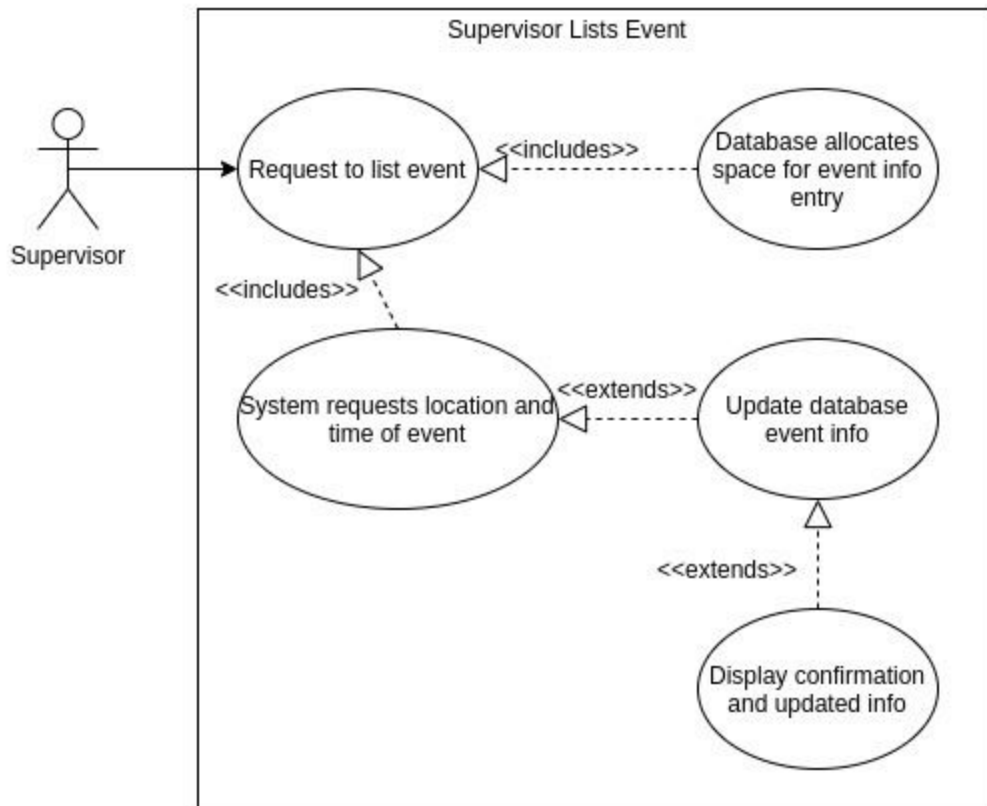 Supervisor Lists Event
Request to list event
<<includes>>
Database allocates
space for event info
entry
Supervisor
<<includes>>
System requests location and
time of event
<<extends>>
Update database
event info
<<extends>>
Display confirmation
and updated info